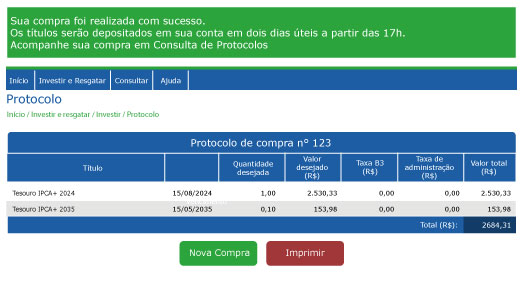 Sua compra foi realizada com sucesso.
Os títulos serão depositados em sua conta em dois dias úteis a partir das 17h.
Acompanhe sua compra em Consulta de Protocolos
Início Investir e Resgatar Consultar Ajuda
Protocolo
Início / Investir e resgatar / Investir / Protocolo
Protocolo de compra nº 123
Título Quantidade desejada Valor desejado (R$) Taxa B3 (R$) Taxa de administração (R$) Valor total (R$)
Tesouro IPCA+ 2024 15/08/2024 1,00 2.530,33 0,00 0,00 2.530,33
Tesouro IPCA+ 2035 15/05/2035 0,10 153,98 0,00 0,00 153,98
Total (R$): 2684,31
Nova Compra Imprimir